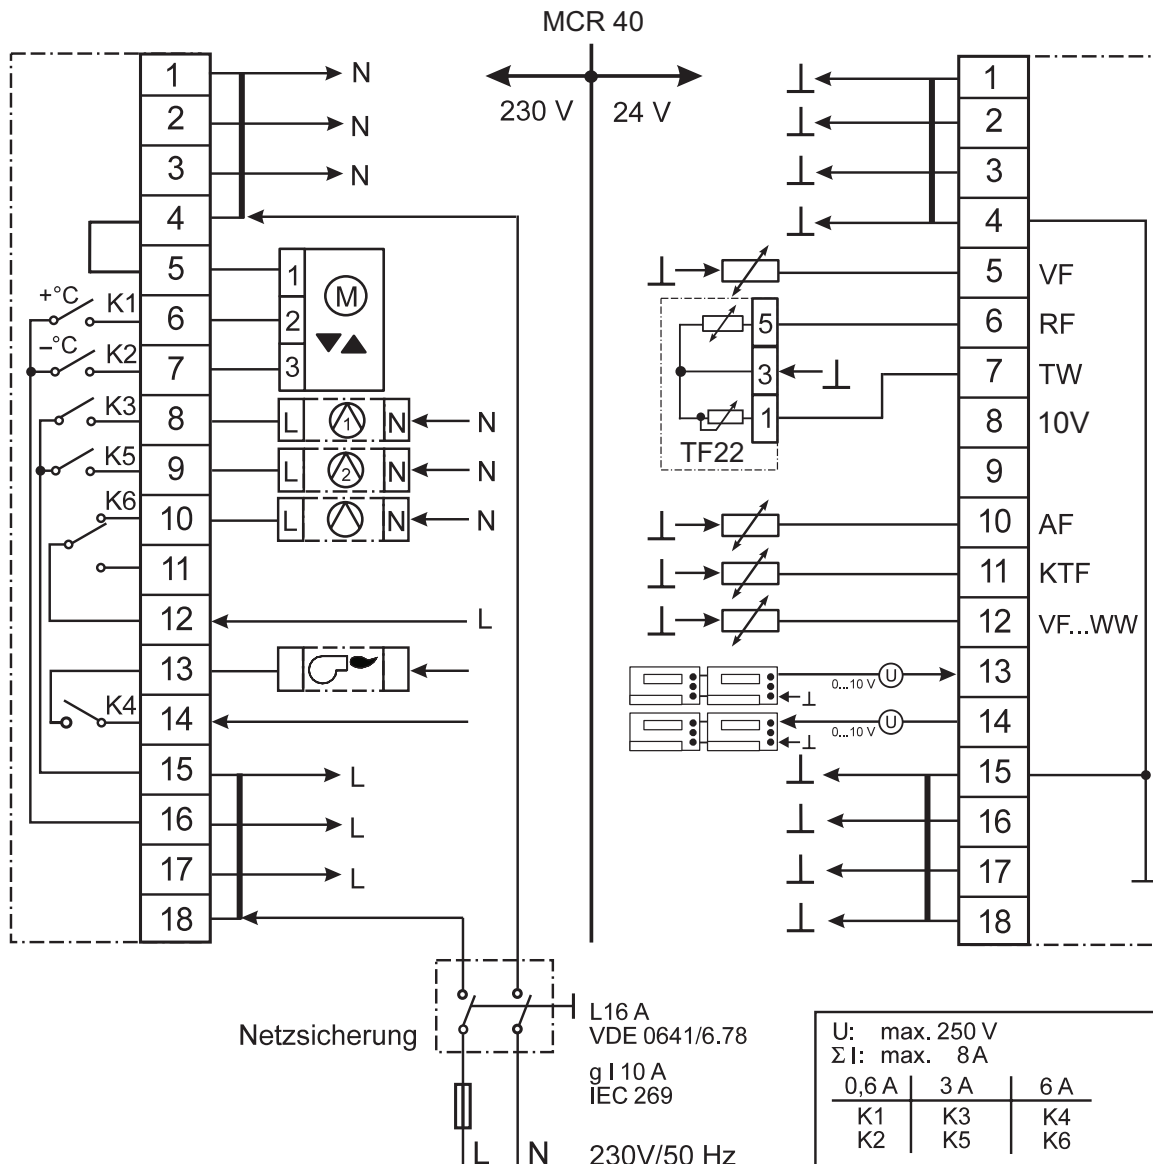 MCR 40
230 V 24 V
1 N
2 N
3 N
4
5 1 M
+°C K1 6 2
–°C K2 7 3
K3 8 L 1 N N
K5 9 L 2 N N
K6 10 L N N
11
12 L
13
K4 14
15 L
16 L
17 L
18
1
2
3
4
5 VF
5 6 RF
3 7 TW
1 8 10V
TF22
9
10 AF
11 KTF
12 VF...WW
0...10 V U 13
0...10 V U 14
15
16
17
18
Netzsicherung
L16 A
VDE 0641/6.78
g I 10 A
IEC 269
L N 230V/50 Hz
U: max. 250 V
Σ I: max. 8 A
0,6 A 3 A 6 A
K1 K3 K4
K2 K5 K6